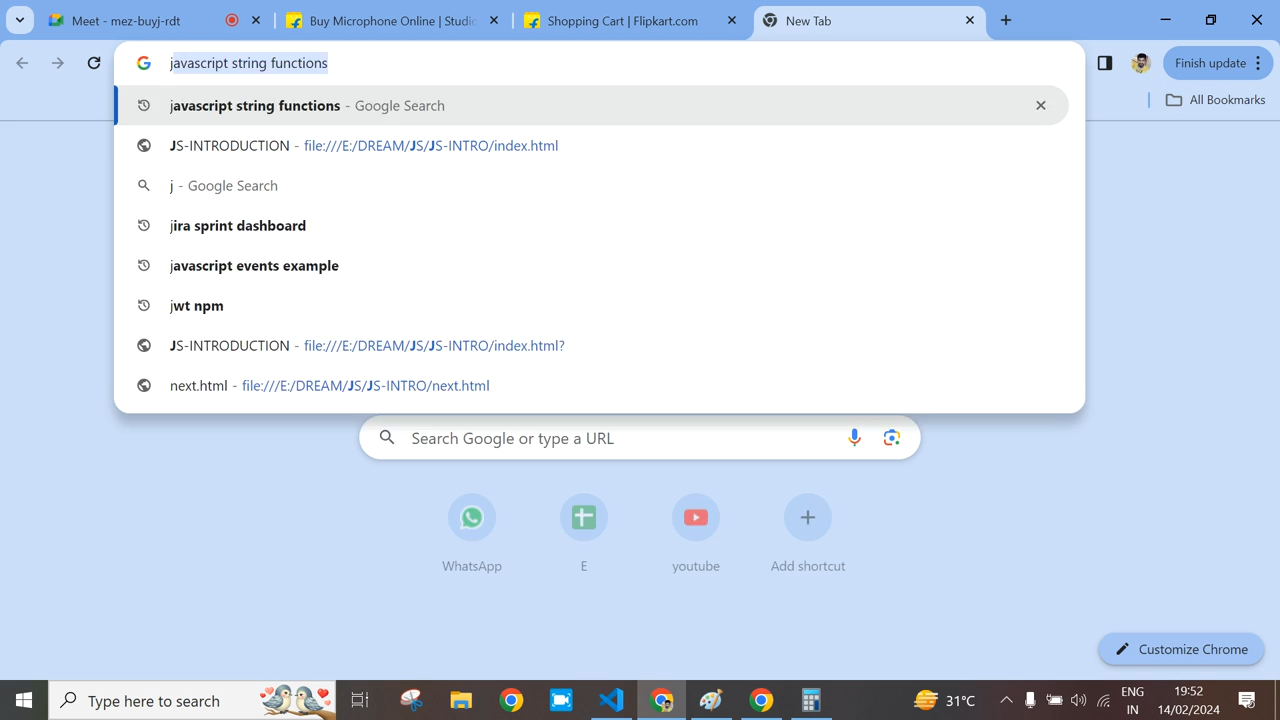 Meet - mez-buyj-rdt
Buy Microphone Online | Studio
Shopping Cart | Flipkart.com
New Tab
javascript string functions
Finish update
All Bookmarks
javascript string functions - Google Search
JS-INTRODUCTION - file:///E:/DREAM/JS/JS-INTRO/index.html
j - Google Search
jira sprint dashboard
javascript events example
jwt npm
JS-INTRODUCTION - file:///E:/DREAM/JS/JS-INTRO/index.html?
next.html - file:///E:/DREAM/JS/JS-INTRO/next.html
Search Google or type a URL
WhatsApp
E
youtube
Add shortcut
Customize Chrome
Type here to search
31°C
ENG
IN
19:52
14/02/2024